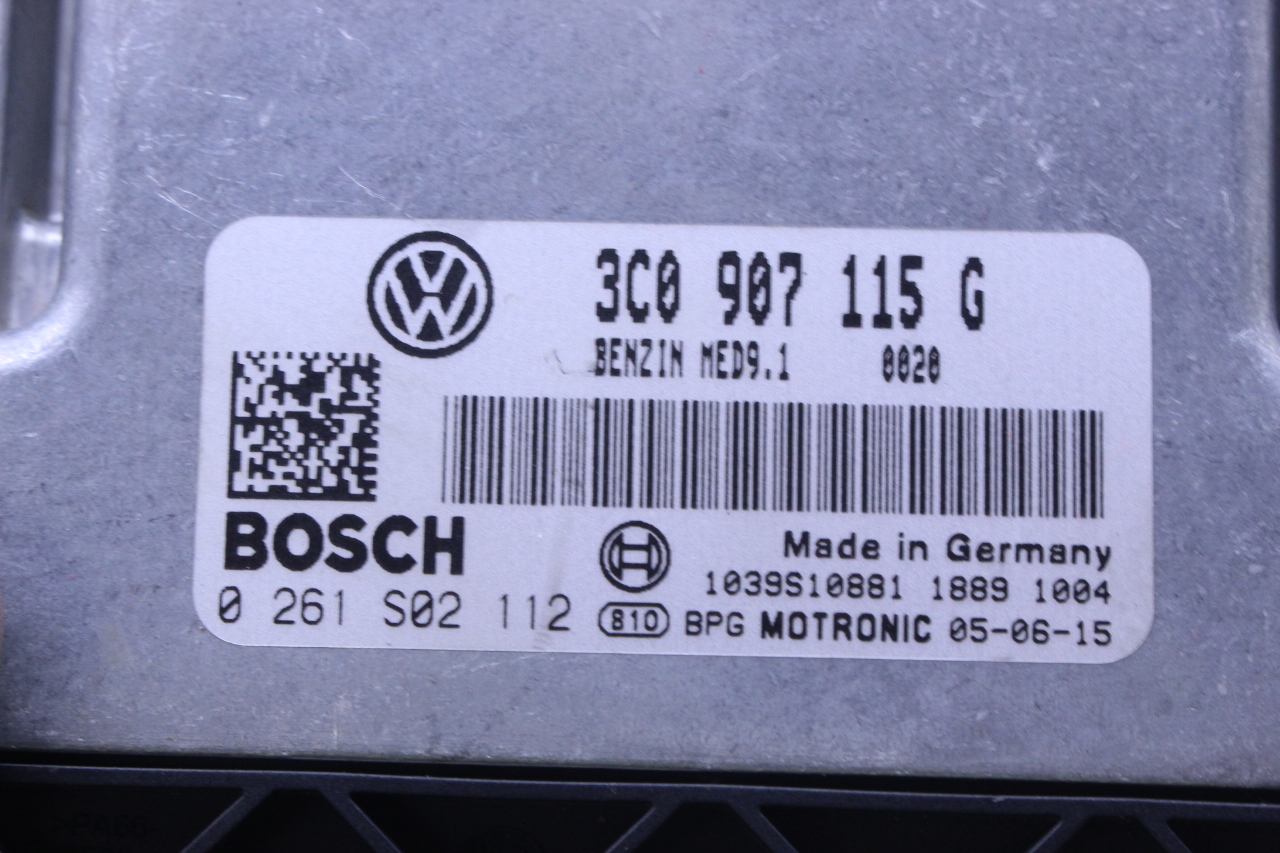 3C0 907 115 G
BENZIN MED9.1 0020
BOSCH
Made in Germany
1039S10881 1889 1004
0 261 S02 112 810 BPG MOTRONIC 05-06-15
>PA66-